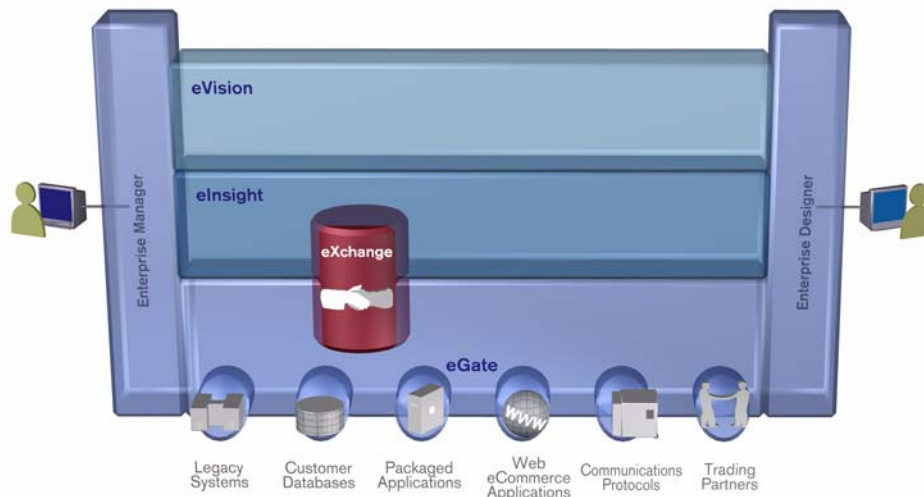 eVision
eInsight
eXchange
Enterprise Manager
Enterprise Designer
eGate
WWW
Legacy
Systems
Customer
Databases
Packaged
Applications
Web
eCommerce
Applications
Communications
Protocols
Trading
Partners